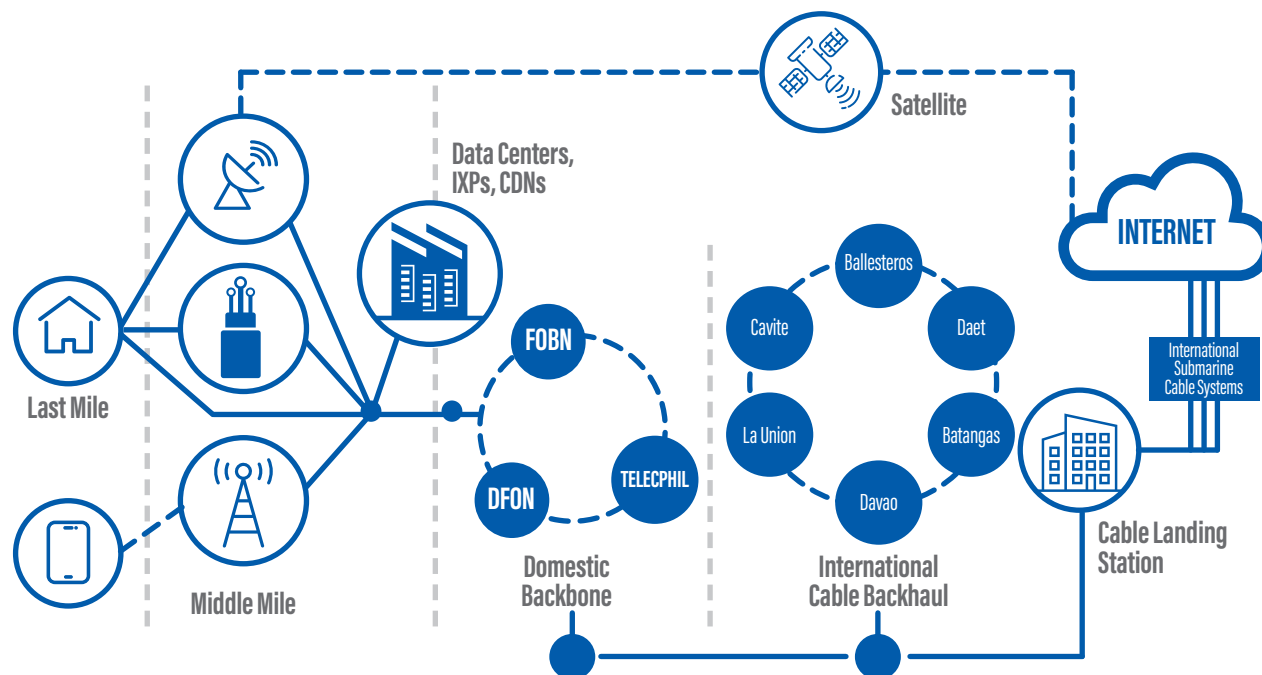 Satellite
Data Centers,
IXPs, CDNs
INTERNET
Ballesteros
Cavite
Daet
FOBN
International
Submarine
Cable Systems
Last Mile
La Union
Batangas
TELECPHIL
DFON
Davao
Cable Landing
Station
Middle Mile
Domestic
Backbone
International
Cable Backhaul